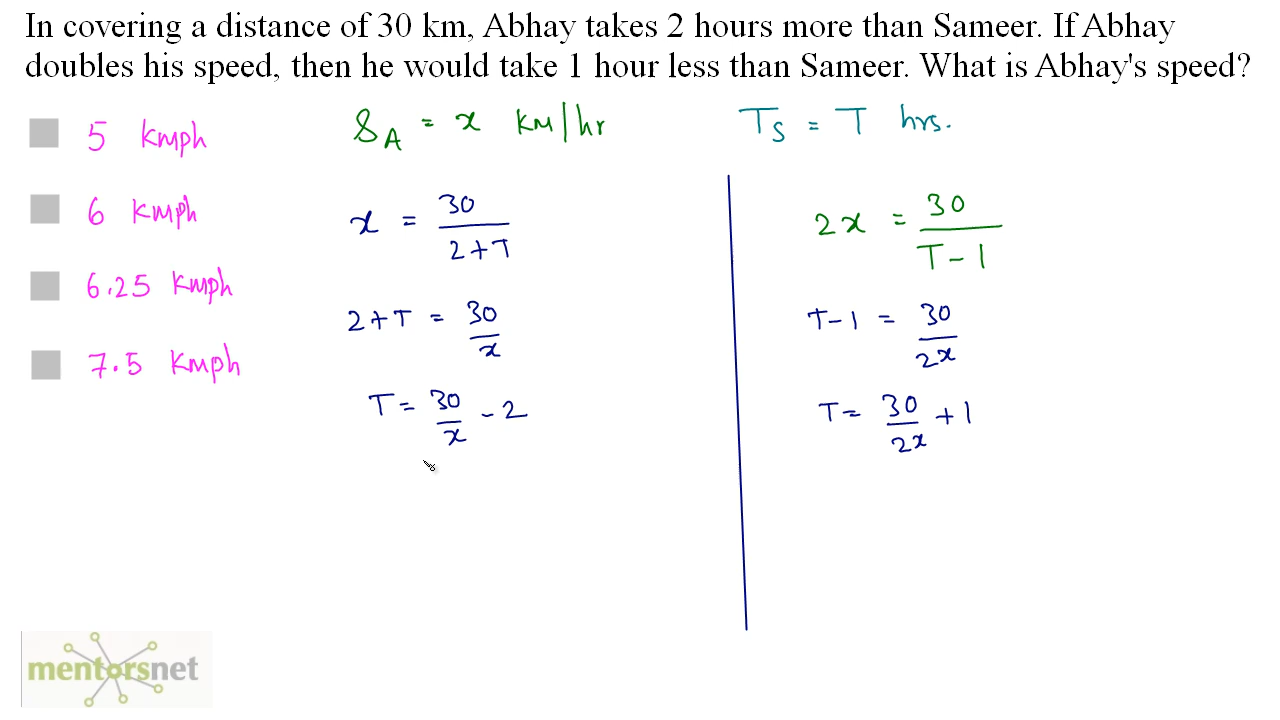 In covering a distance of 30 km, Abhay takes 2 hours more than Sameer. If Abhay
doubles his speed, then he would take 1 hour less than Sameer. What is Abhay's speed?
5 kmph
6 kmph
6.25 kmph
7.5 kmph
S_A = x km/hr
x = 30/(2+T)
2+T = 30/x
T = 30/x - 2
T_S = T hrs.
2x = 30/(T-1)
T-1 = 30/2x
T = 30/2x + 1
mentorsnet